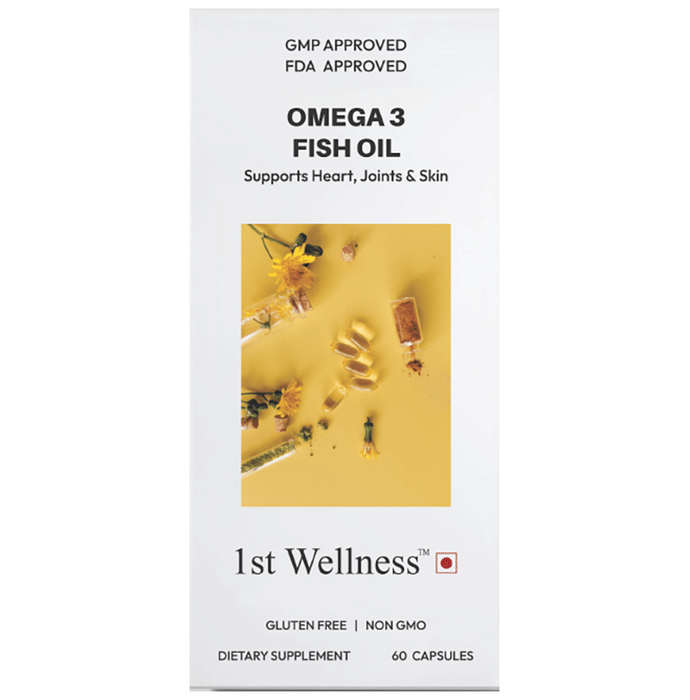 GMP APPROVED
FDA APPROVED
OMEGA 3
FISH OIL
Supports Heart, Joints & Skin
1st Wellness™
GLUTEN FREE | NON GMO
DIETARY SUPPLEMENT 60 CAPSULES